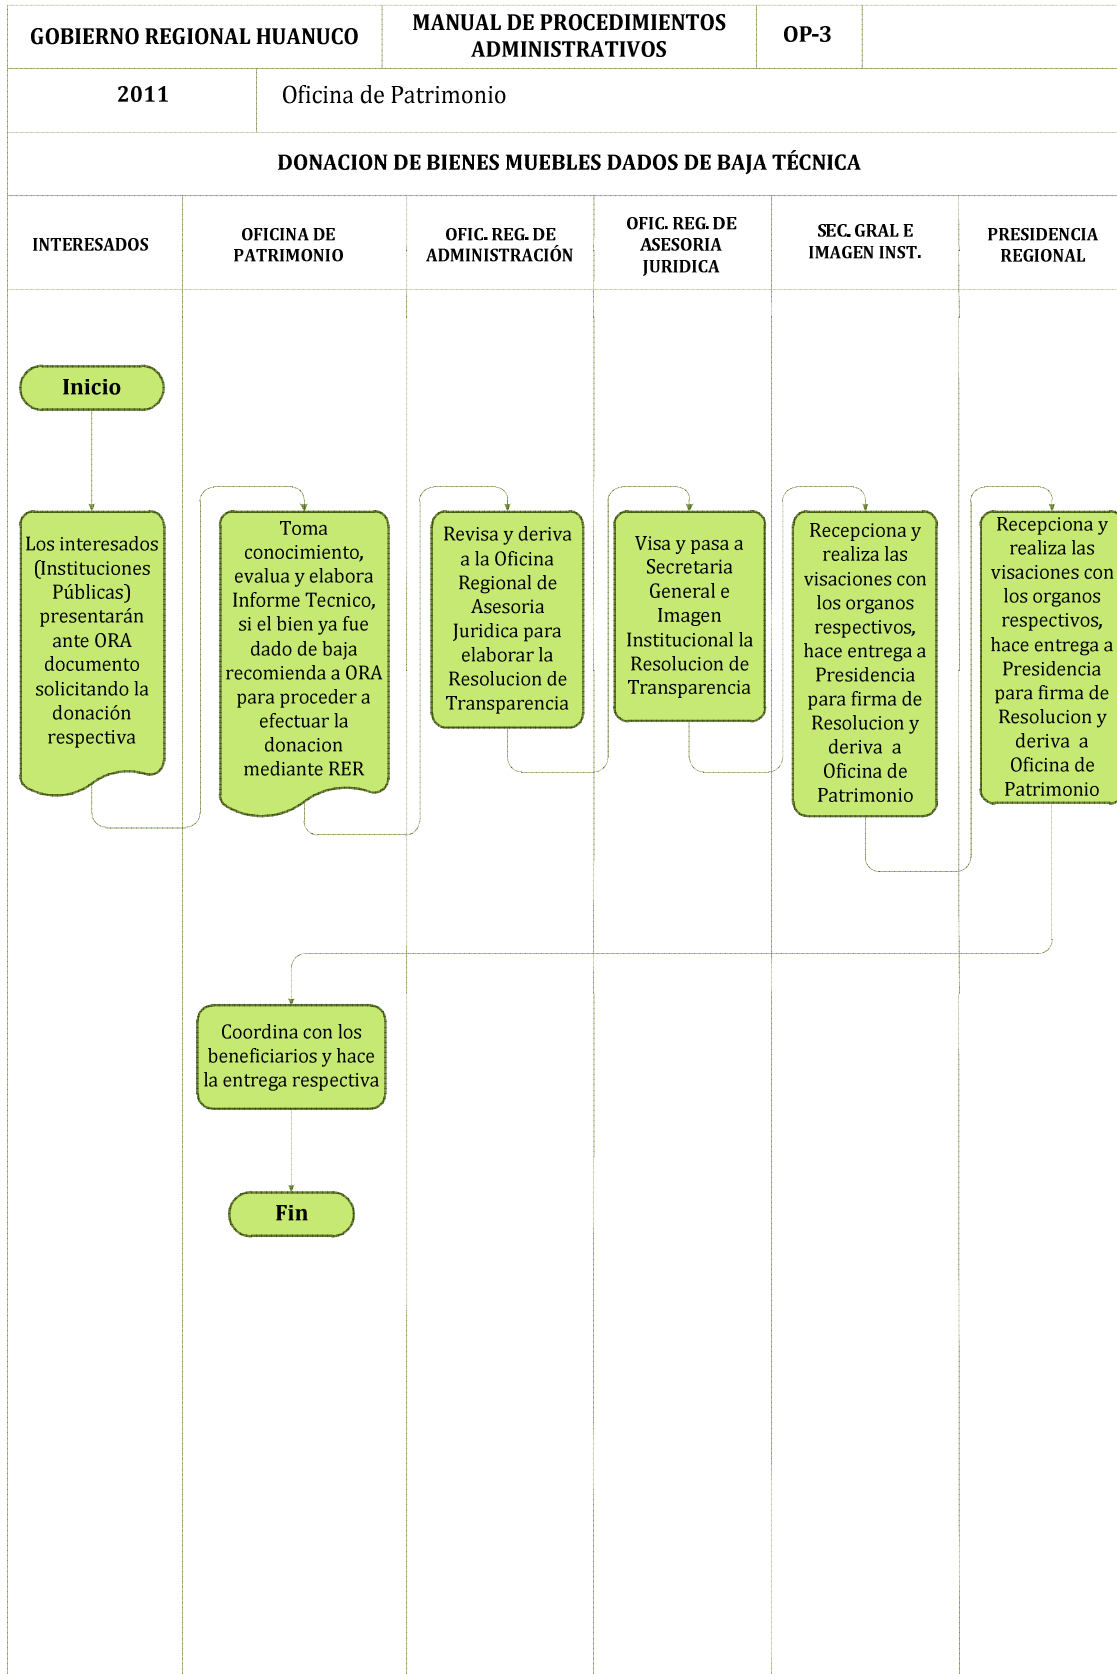 GOBIERNO REGIONAL HUANUCO
MANUAL DE PROCEDIMIENTOS
ADMINISTRATIVOS
OP-3
2011
Oficina de Patrimonio
DONACION DE BIENES MUEBLES DADOS DE BAJA TÉCNICA
INTERESADOS
OFICINA DE
PATRIMONIO
OFIC. REG. DE
ADMINISTRACIÓN
OFIC. REG. DE
ASESORIA
JURIDICA
SEC. GRAL E
IMAGEN INST.
PRESIDENCIA
REGIONAL
Inicio
Los interesados
(Instituciones
Públicas)
presentarán
ante ORA
documento
solicitando la
donación
respectiva
Toma
conocimiento,
evalua y elabora
Informe Tecnico,
si el bien ya fue
dado de baja
recomienda a ORA
para proceder a
efectuar la
donacion
mediante RER
Revisa y deriva
a la Oficina
Regional de
Asesoria
Juridica para
elaborar la
Resolucion de
Transparencia
Visa y pasa a
Secretaria
General e
Imagen
Institucional la
Resolucion de
Transparencia
Recepciona y
realiza las
visaciones con
los organos
respectivos,
hace entrega a
Presidencia
para firma de
Resolucion y
deriva a
Oficina de
Patrimonio
Recepciona y
realiza las
visaciones con
los organos
respectivos,
hace entrega a
Presidencia
para firma de
Resolucion y
deriva a
Oficina de
Patrimonio
Coordina con los
beneficiarios y hace
la entrega respectiva
Fin